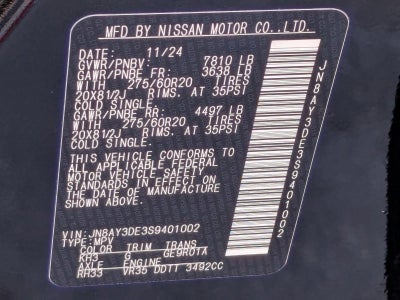 MFD BY NISSAN MOTOR CO.,LTD.
DATE: 11/24
GVWR/PNBV: 7810 LB
GAWR/PNBE FR: 3638 LB
WITH 275/60R20 TIRES
20X81/2J RIMS. AT 35PSI
COLD SINGLE.
GAWR/PNBE RR: 4497 LB
WITH 275/60R20 TIRES
20X81/2J RIMS. AT 35PSI
COLD SINGLE.
THIS VEHICLE CONFORMS TO
ALL APPLICABLE FEDERAL
MOTOR VEHICLE SAFETY
STANDARDS IN EFFECT ON
THE DATE OF MANUFACTURE
SHOWN ABOVE.
VIN: JN8AY3DE3S9401002
TYPE: MPV
COLOR TRIM TRANS
KH3 G GE9R01A
AXLE ENGINE
RH33 VR35 DDTT 3492CC
JN8AY3DE3S9401002